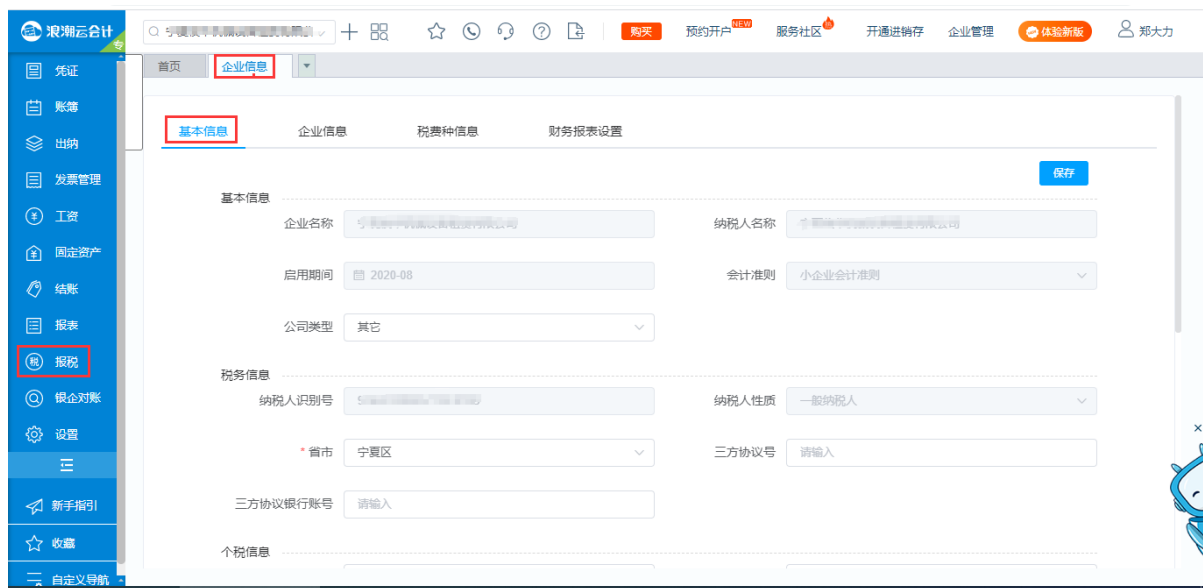 浪潮云会计
专
购买
预约开户
NEW
服务社区
开通进销存
企业管理
体验新版
郑大力
凭证
账簿
出纳
发票管理
工资
固定资产
结账
报表
税 报税
银企对账
设置
新手指引
收藏
自定义导航
首页
企业信息
基本信息
企业信息
税费种信息
财务报表设置
保存
基本信息
企业名称
纳税人名称
启用期间 2020-08
会计准则 小企业会计准则
公司类型 其它
税务信息
纳税人识别号
纳税人性质 一般纳税人
* 省市 宁夏区
三方协议号 请输入
三方协议银行账号 请输入
个税信息